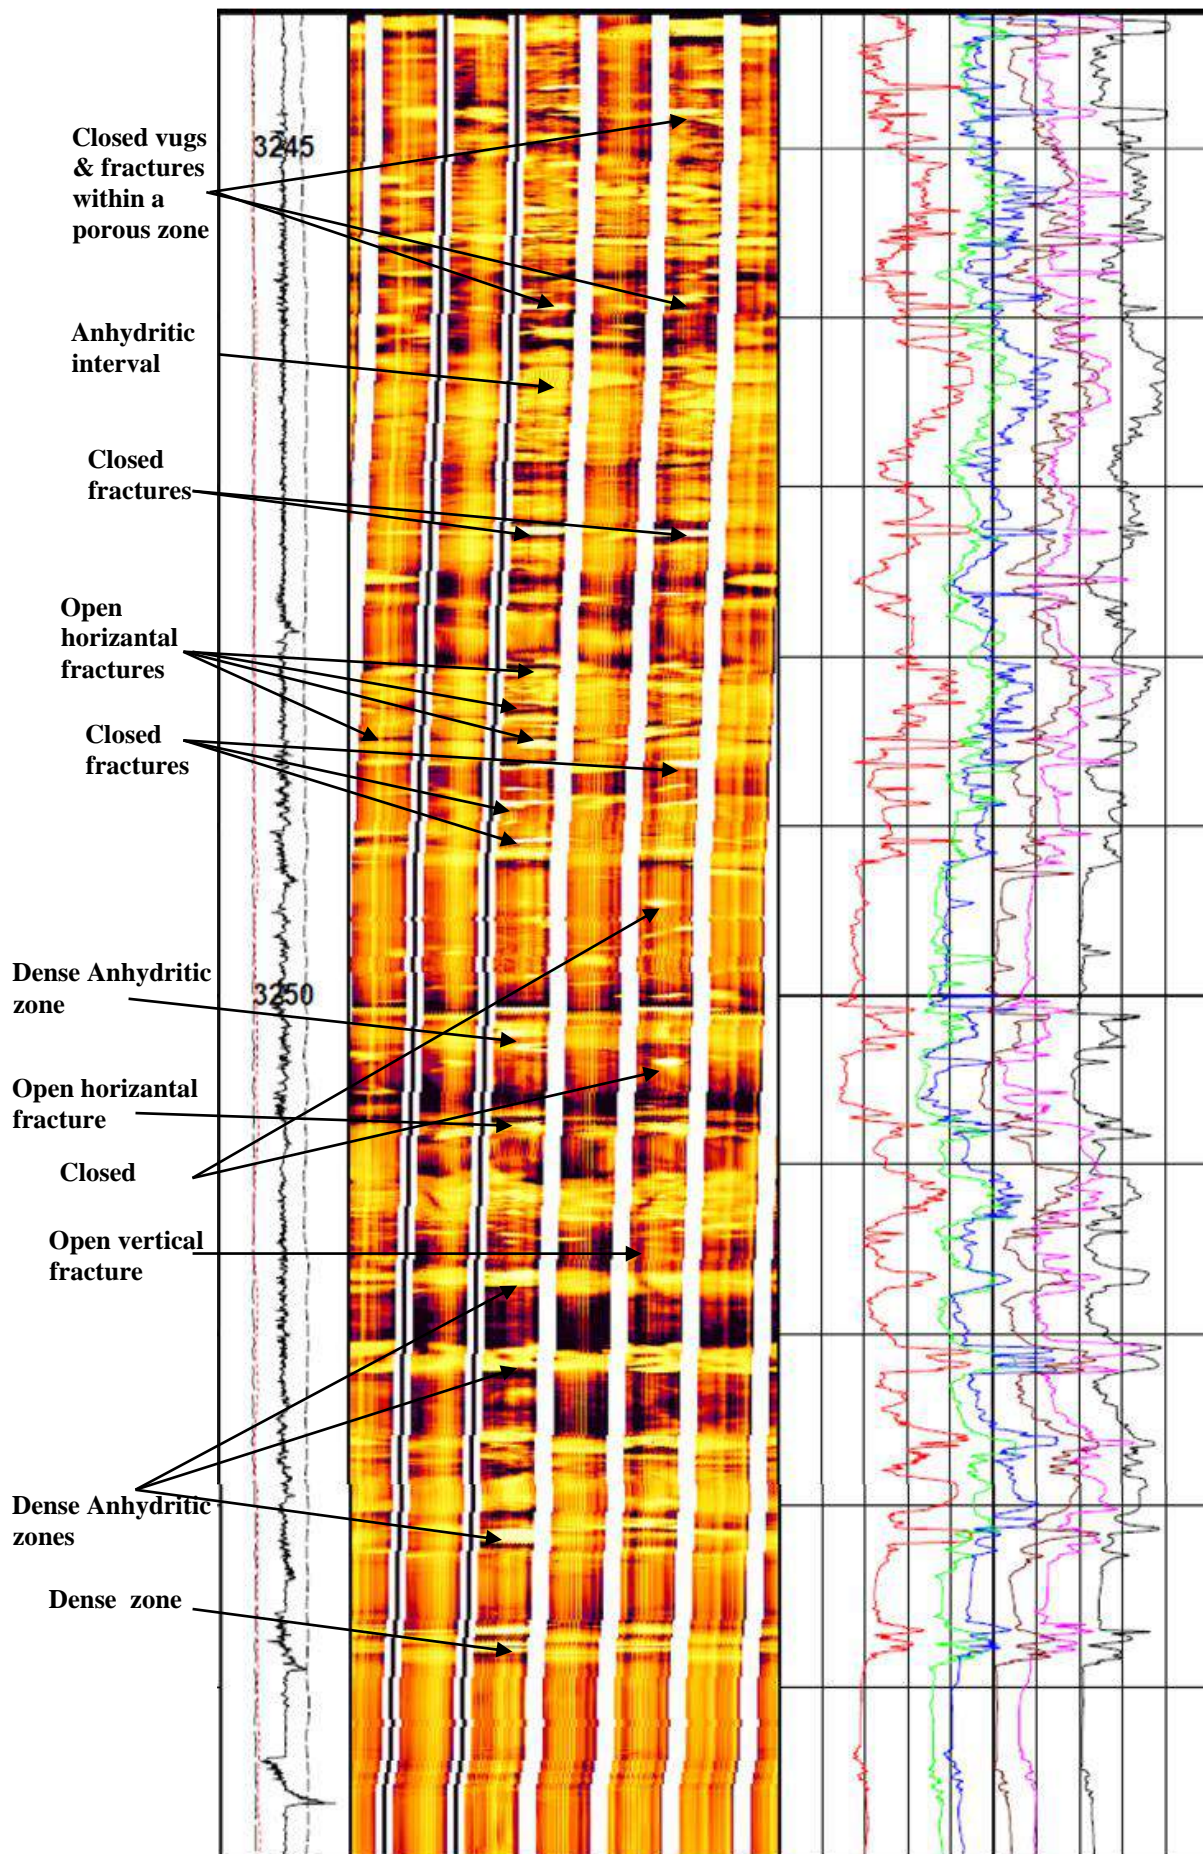 Closed vugs
& fractures
within a
porous zone
3245
Anhydritic
interval
Closed
fractures
Open
horizantal
fractures
Closed
fractures
Dense Anhydritic
zone
3250
Open horizantal
fracture
Closed
Open vertical
fracture
Dense Anhydritic
zones
Dense zone